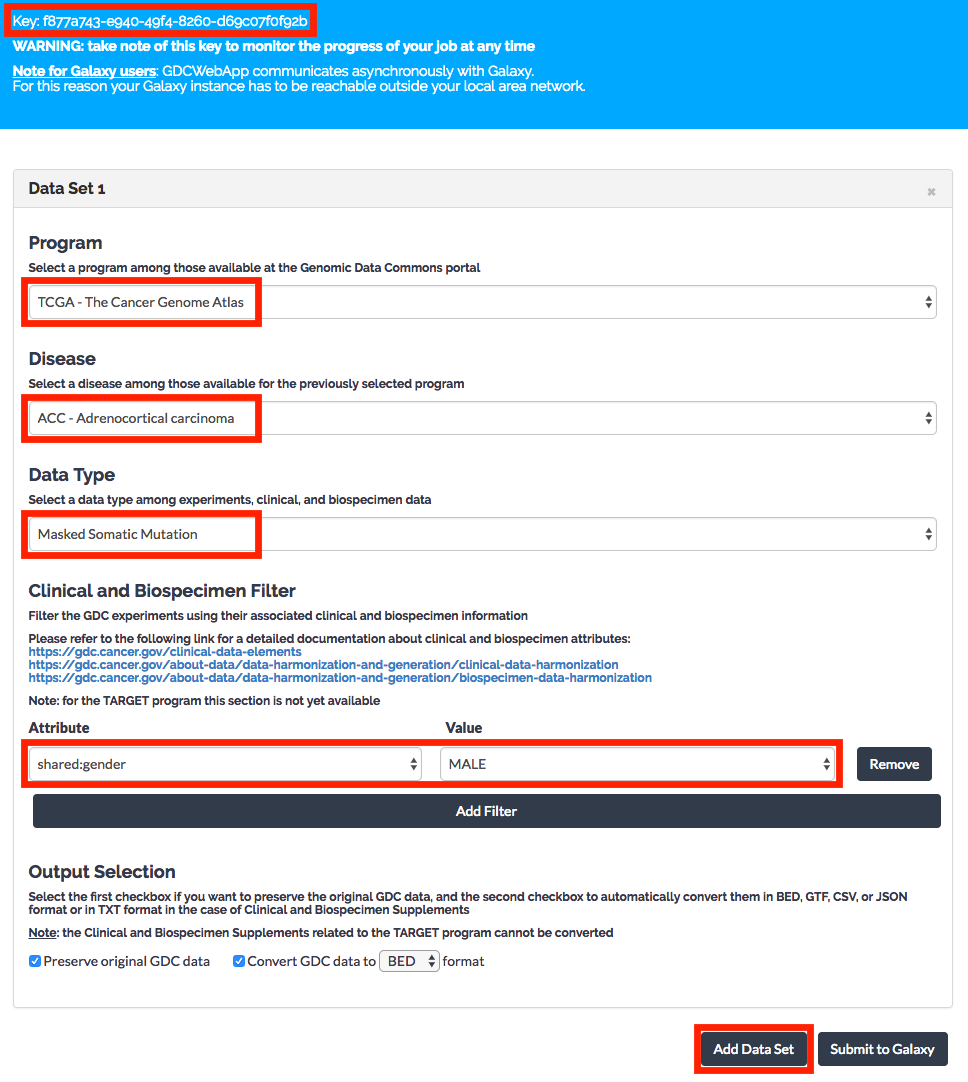 Key: f877a743-e940-49f4-8260-d69c07f0f92b
WARNING: take note of this key to monitor the progress of your job at any time
Note for Galaxy users: GDCWebApp communicates asynchronously with Galaxy.
For this reason your Galaxy instance has to be reachable outside your local area network.
Data Set 1
Program
Select a program among those available at the Genomic Data Commons portal
TCGA - The Cancer Genome Atlas
Disease
Select a disease among those available for the previously selected program
ACC - Adrenocortical carcinoma
Data Type
Select a data type among experiments, clinical, and biospecimen data
Masked Somatic Mutation
Clinical and Biospecimen Filter
Filter the GDC experiments using their associated clinical and biospecimen information
Please refer to the following link for a detailed documentation about clinical and biospecimen attributes:
https://gdc.cancer.gov/clinical-data-elements
https://gdc.cancer.gov/about-data/data-harmonization-and-generation/clinical-data-harmonization
https://gdc.cancer.gov/about-data/data-harmonization-and-generation/biospecimen-data-harmonization
Note: for the TARGET program this section is not yet available
Attribute Value
shared:gender MALE Remove
Add Filter
Output Selection
Select the first checkbox if you want to preserve the original GDC data, and the second checkbox to automatically convert them in BED, GTF, CSV, or JSON
format or in TXT format in the case of Clinical and Biospecimen Supplements
Note: the Clinical and Biospecimen Supplements related to the TARGET program cannot be converted
Preserve original GDC data Convert GDC data to BED format
Add Data Set Submit to Galaxy